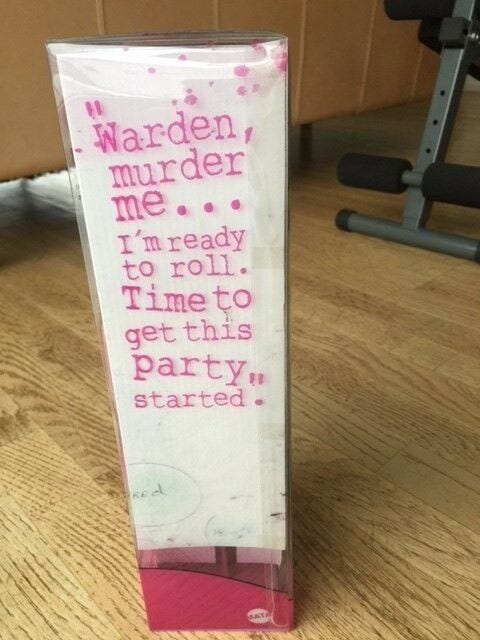 "Warden,
murder
me...
I'm ready
to roll.
Time to
get this
party
started".